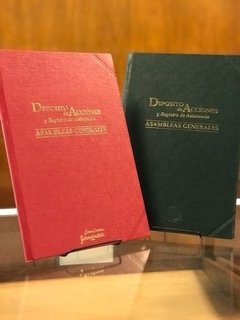 DEPOSITO
de ACCIONES
y Registro de Asistencia
ASAMBLEAS GENERALES
DEPOSITO
de ACCIONES
y Registro de Asistencia
ASAMBLEAS GENERALES